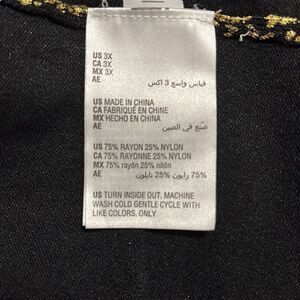 US 3X
CA 3X
MX 3X
AE قياس واسع 3 اكس
US MADE IN CHINA
CA FABRIQUÉ EN CHINE
MX HECHO EN CHINA
AE صنع في الصين
US 75% RAYON 25% NYLON
CA 75% RAYONNE 25% NYLON
MX 75% rayón 25% nilón
AE 75% رايون 25% نايلون
US TURN INSIDE OUT, MACHINE
WASH COLD GENTLE CYCLE WITH
LIKE COLORS. ONLY